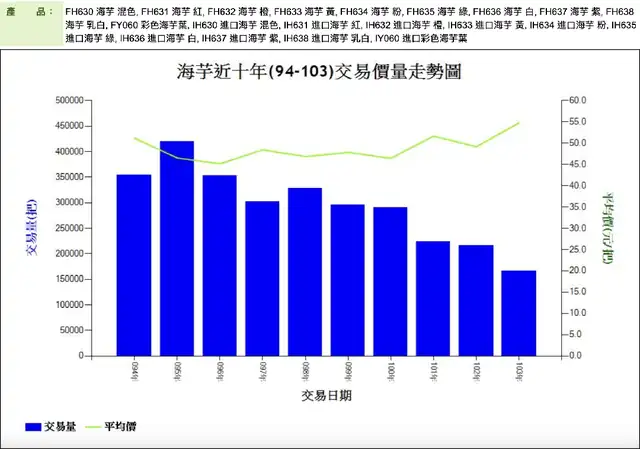 產 品： FH630 海芋 混色, FH631 海芋 紅, FH632 海芋 橙, FH633 海芋 黃, FH634 海芋 粉, FH635 海芋 綠, FH636 海芋 白, FH637 海芋 紫, FH638
海芋 乳白, FY060 彩色海芋葉, IH630 進口海芋 混色, IH631 進口海芋 紅, IH632 進口海芋 橙, IH633 進口海芋 黃, IH634 進口海芋 粉, IH635
進口海芋 綠, IH636 進口海芋 白, IH637 進口海芋 紫, IH638 進口海芋 乳白, IY060 進口彩色海芋葉
海芋近十年(94-103)交易價量走勢圖
交易量(把)
500000
450000
400000
350000
300000
250000
200000
150000
100000
50000
0
60.0
55.0
50.0
45.0
40.0
35.0
30.0
25.0
20.0
15.0
10.0
5.0
0.0
平均價(元/把)
094年
095年
096年
097年
098年
099年
100年
101年
102年
103年
交易日期
交易量
平均價